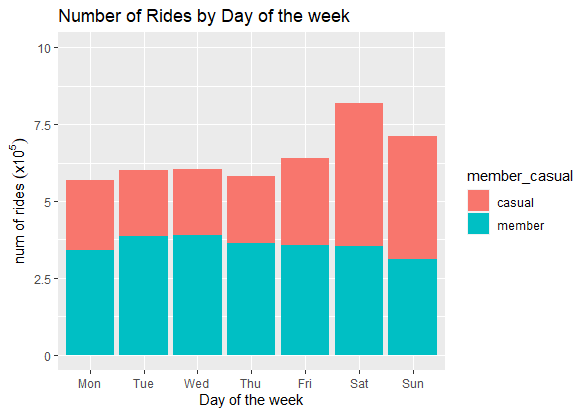 Number of Rides by Day of the week
num of rides (x10⁵)
10
7.5
5
2.5
0
Mon Tue Wed Thu Fri Sat Sun
Day of the week
member_casual
casual
member